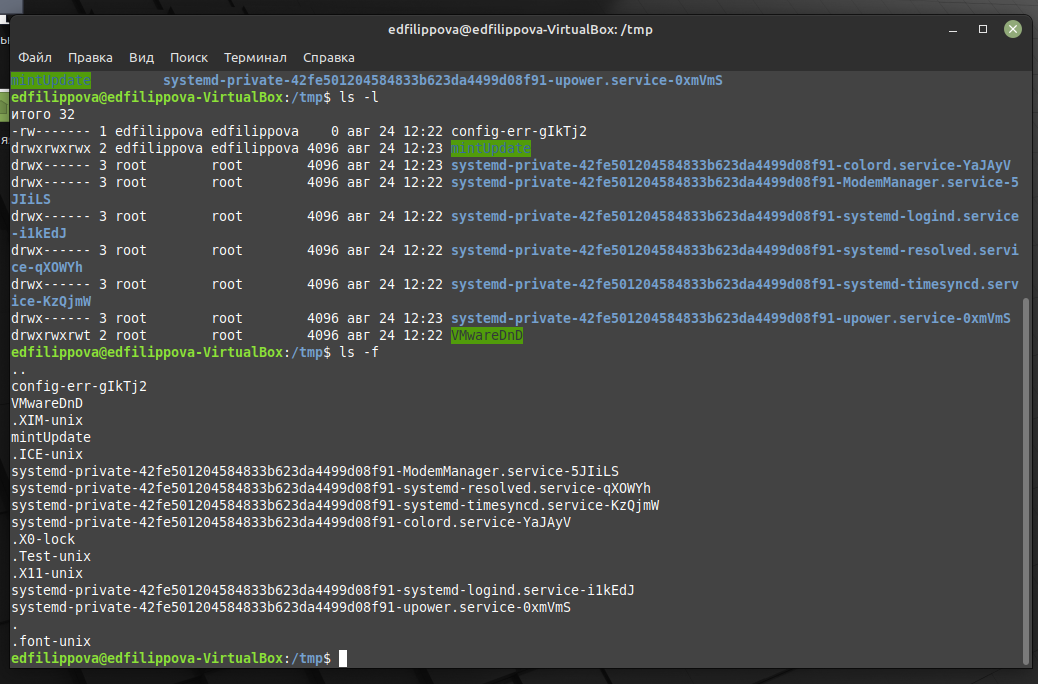 edfilippova@edfilippova-VirtualBox: /tmp
Файл Правка Вид Поиск Терминал Справка
mintUpdate systemd-private-42fe501204584833b623da4499d08f91-upower.service-0xmVmS
edfilippova@edfilippova-VirtualBox:/tmp$ ls -l
итого 32
-rw------- 1 edfilippova edfilippova 0 авг 24 12:22 config-err-gIkTj2
drwxrwxrwx 2 edfilippova edfilippova 4096 авг 24 12:23 mintUpdate
drwx------ 3 root root 4096 авг 24 12:23 systemd-private-42fe501204584833b623da4499d08f91-colord.service-YaJAyV
drwx------ 3 root root 4096 авг 24 12:22 systemd-private-42fe501204584833b623da4499d08f91-ModemManager.service-5
JIiLS
drwx------ 3 root root 4096 авг 24 12:22 systemd-private-42fe501204584833b623da4499d08f91-systemd-logind.service
-i1kEdJ
drwx------ 3 root root 4096 авг 24 12:22 systemd-private-42fe501204584833b623da4499d08f91-systemd-resolved.servi
ce-qXOWYh
drwx------ 3 root root 4096 авг 24 12:22 systemd-private-42fe501204584833b623da4499d08f91-systemd-timesyncd.serv
ice-KzQjmW
drwx------ 3 root root 4096 авг 24 12:23 systemd-private-42fe501204584833b623da4499d08f91-upower.service-0xmVmS
drwxrwxrwt 2 root root 4096 авг 24 12:22 VMwareDnD
edfilippova@edfilippova-VirtualBox:/tmp$ ls -f
..
config-err-gIkTj2
VMwareDnD
.XIM-unix
mintUpdate
.ICE-unix
systemd-private-42fe501204584833b623da4499d08f91-ModemManager.service-5JIiLS
systemd-private-42fe501204584833b623da4499d08f91-systemd-resolved.service-qXOWYh
systemd-private-42fe501204584833b623da4499d08f91-systemd-timesyncd.service-KzQjmW
systemd-private-42fe501204584833b623da4499d08f91-colord.service-YaJAyV
.X0-lock
.Test-unix
.X11-unix
systemd-private-42fe501204584833b623da4499d08f91-systemd-logind.service-i1kEdJ
systemd-private-42fe501204584833b623da4499d08f91-upower.service-0xmVmS
.
.font-unix
edfilippova@edfilippova-VirtualBox:/tmp$